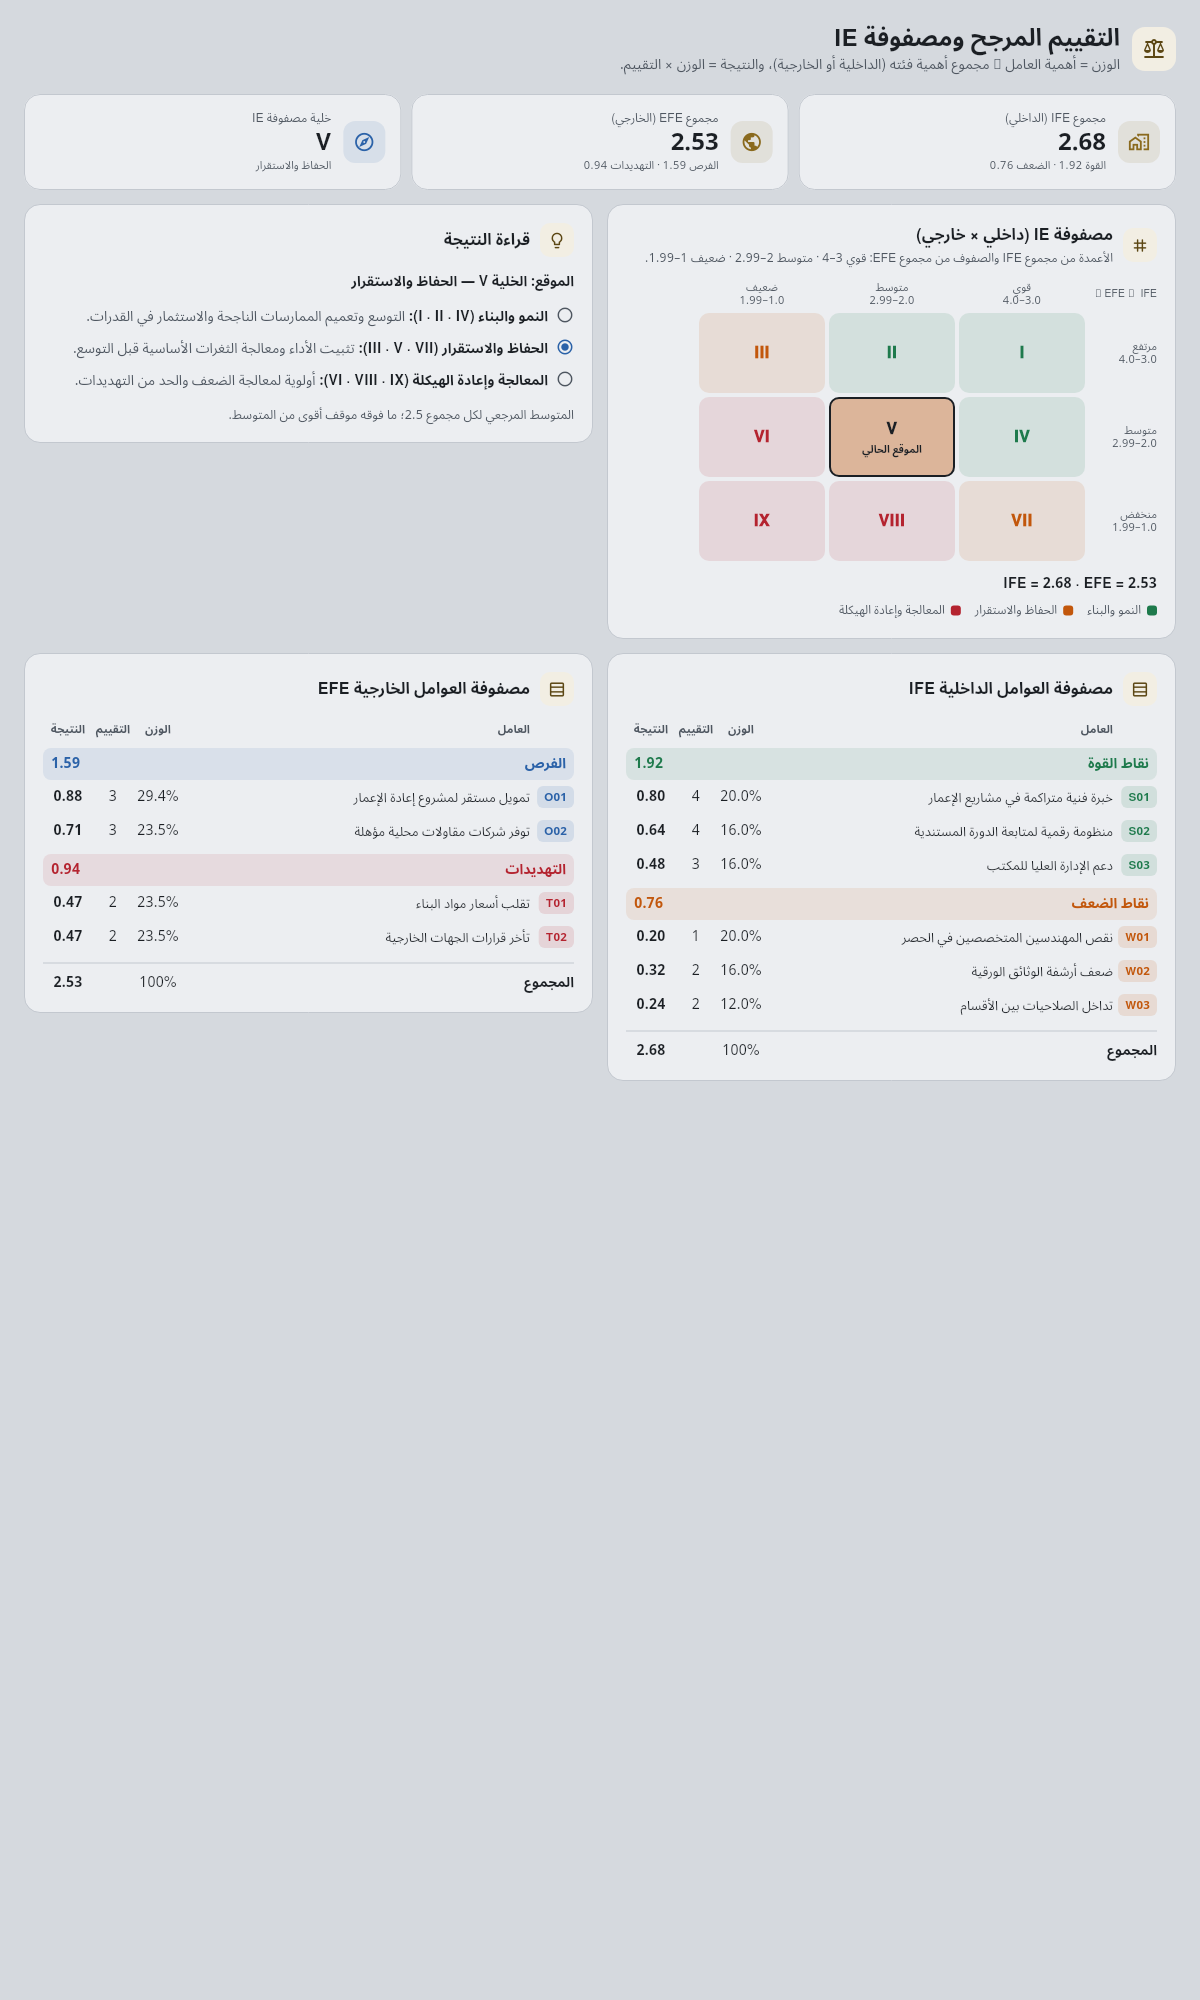 التقييم المرجح ومصفوفة IE
الوزن = أهمية العامل ▯ مجموع أهمية فئته (الداخلية أو الخارجية)، والنتيجة = الوزن × التقييم.
مجموع IFE (الداخلي)
2.68
القوة 1.92 · الضعف 0.76
مجموع EFE (الخارجي)
2.53
الفرص 1.59 · التهديدات 0.94
خلية مصفوفة IE
V
الحفاظ والاستقرار
مصفوفة IE (داخلي × خارجي)
الأعمدة من مجموع IFE والصفوف من مجموع EFE: قوي 3–4 · متوسط 2–2.99 · ضعيف 1–1.99.
IFE ▯ EFE ▯
قوي
3.0–4.0
متوسط
2.0–2.99
ضعيف
1.0–1.99
مرتفع
3.0–4.0
I
II
III
متوسط
2.0–2.99
IV
V
الموقع الحالي
VI
منخفض
1.0–1.99
VII
VIII
IX
IFE = 2.68 · EFE = 2.53
النمو والبناء
الحفاظ والاستقرار
المعالجة وإعادة الهيكلة
قراءة النتيجة
الموقع: الخلية V — الحفاظ والاستقرار
النمو والبناء (I · II · IV): التوسع وتعميم الممارسات الناجحة والاستثمار في القدرات.
الحفاظ والاستقرار (III · V · VII): تثبيت الأداء ومعالجة الثغرات الأساسية قبل التوسع.
المعالجة وإعادة الهيكلة (VI · VIII · IX): أولوية لمعالجة الضعف والحد من التهديدات.
المتوسط المرجعي لكل مجموع 2.5؛ ما فوقه موقف أقوى من المتوسط.
مصفوفة العوامل الداخلية IFE
العامل الوزن التقييم النتيجة
نقاط القوة 1.92
S01 خبرة فنية متراكمة في مشاريع الإعمار 20.0% 4 0.80
S02 منظومة رقمية لمتابعة الدورة المستندية 16.0% 4 0.64
S03 دعم الإدارة العليا للمكتب 16.0% 3 0.48
نقاط الضعف 0.76
W01 نقص المهندسين المتخصصين في الحصر 20.0% 1 0.20
W02 ضعف أرشفة الوثائق الورقية 16.0% 2 0.32
W03 تداخل الصلاحيات بين الأقسام 12.0% 2 0.24
المجموع 100% 2.68
مصفوفة العوامل الخارجية EFE
العامل الوزن التقييم النتيجة
الفرص 1.59
O01 تمويل مستقر لمشروع إعادة الإعمار 29.4% 3 0.88
O02 توفر شركات مقاولات محلية مؤهلة 23.5% 3 0.71
التهديدات 0.94
T01 تقلب أسعار مواد البناء 23.5% 2 0.47
T02 تأخر قرارات الجهات الخارجية 23.5% 2 0.47
المجموع 100% 2.53